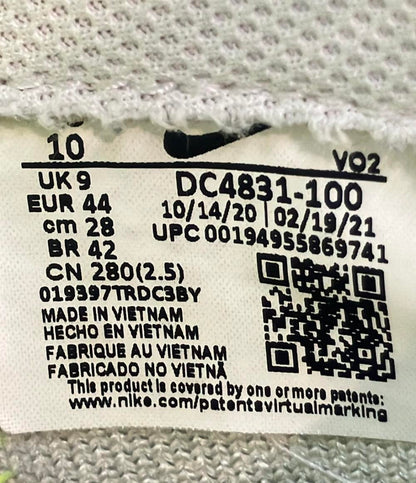 10
VO2
UK 9
DC4831-100
EUR 44
10/14/20 | 02/19/21
cm 28
UPC 00194955869741
BR 42
CN 280(2.5)
019397TRDC3BY
MADE IN VIETNAM
HECHO EN VIETNAM
FABRIQUE AU VIETNAM
FABRICADO NO VIETNÃ
This product is covered by one or more patents:
www.nike.com/patentsvirtualmarking